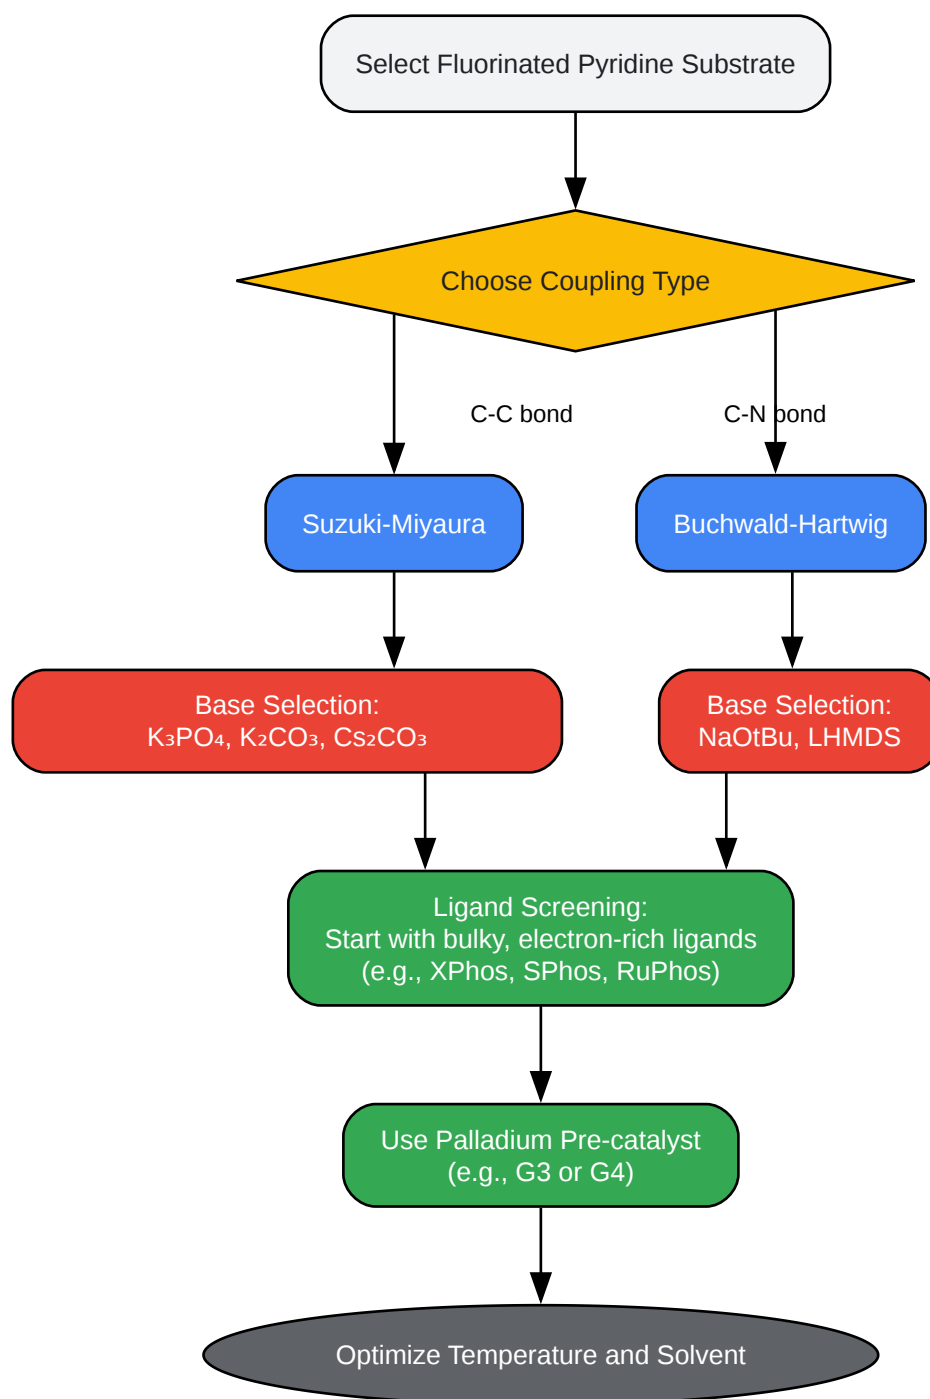 Select Fluorinated Pyridine Substrate
Choose Coupling Type
C-C bond
C-N bond
Suzuki-Miyaura
Buchwald-Hartwig
Base Selection:
K₃PO₄, K₂CO₃, Cs₂CO₃
Base Selection:
NaOtBu, LHMDS
Ligand Screening:
Start with bulky, electron-rich ligands
(e.g., XPhos, SPhos, RuPhos)
Use Palladium Pre-catalyst
(e.g., G3 or G4)
Optimize Temperature and Solvent